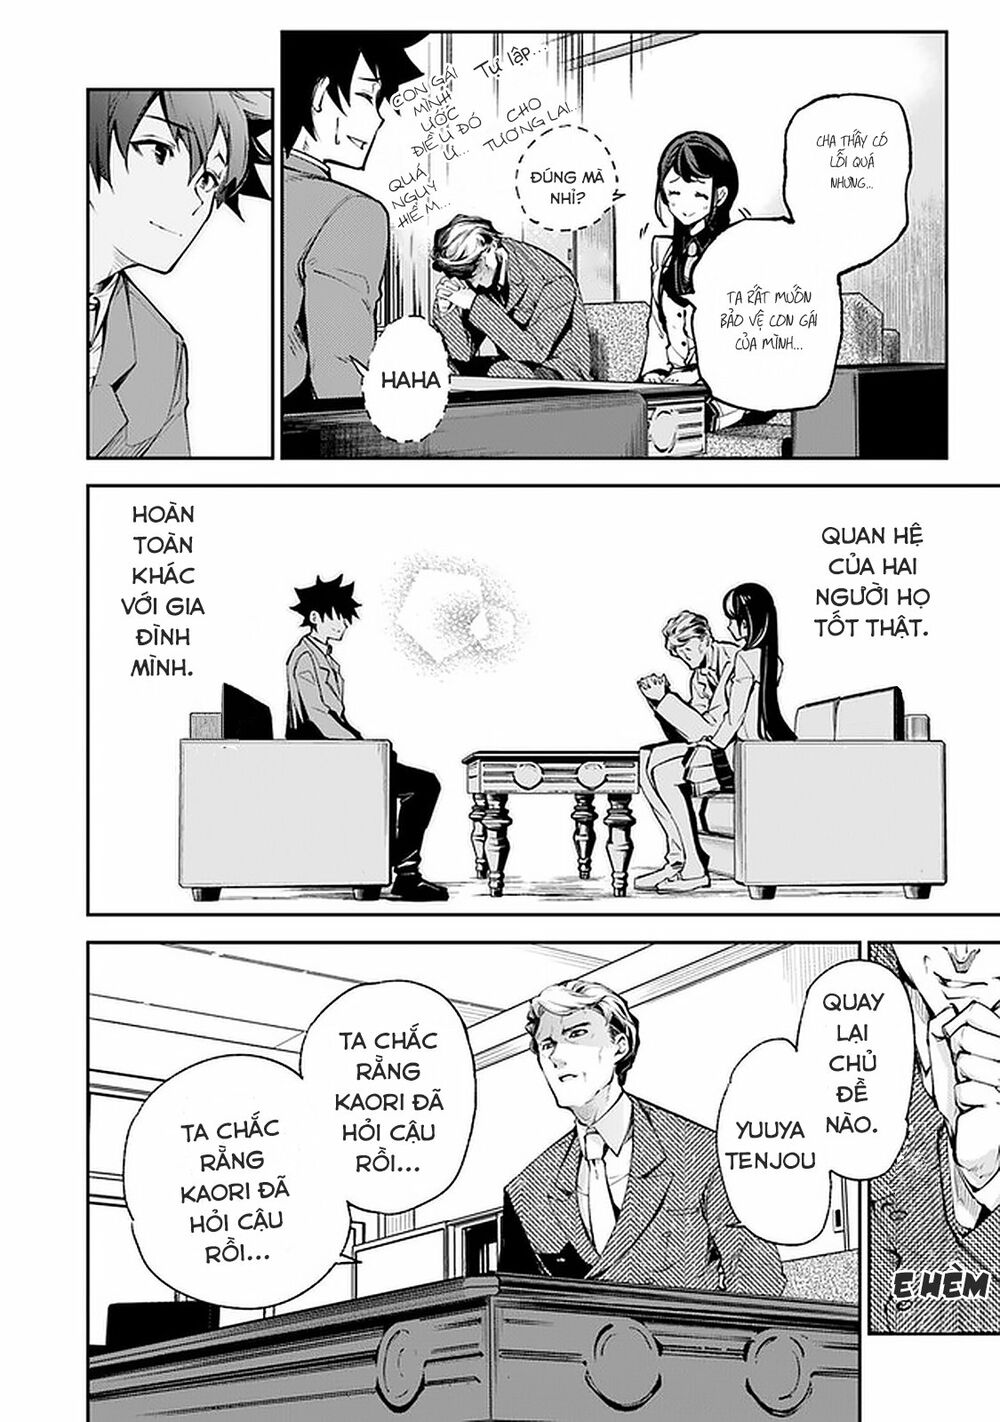 CHA THẤY CÓ
LỖI QUÁ
NHƯNG...
TA RẤT MUỐN
BẢO VỆ CON GÁI
CỦA MÌNH...
ĐÚNG MÀ
NHỈ?
Tự lập...
CHO
TƯƠNG LAI...
CON GÁI
MÌNH
ƯỚC
ĐIỀU Ự ĐÓ
Ứ...
QUÁ
NGUY
HIỂM...
HAHA
QUAN HỆ
CỦA HAI
NGƯỜI HỌ
TỐT THẬT.
HOÀN
TOÀN
KHÁC
VỚI GIA
ĐÌNH
MÌNH.
E HÈM
QUAY
LẠI
CHỦ
ĐỀ
NÀO.
YUUYA
TENJOU
TA CHẮC
RẰNG
KAORI ĐÃ
HỎI CẬU
RỒI...
TA CHẮC
RẰNG
KAORI ĐÃ
HỎI CẬU
RỒI...